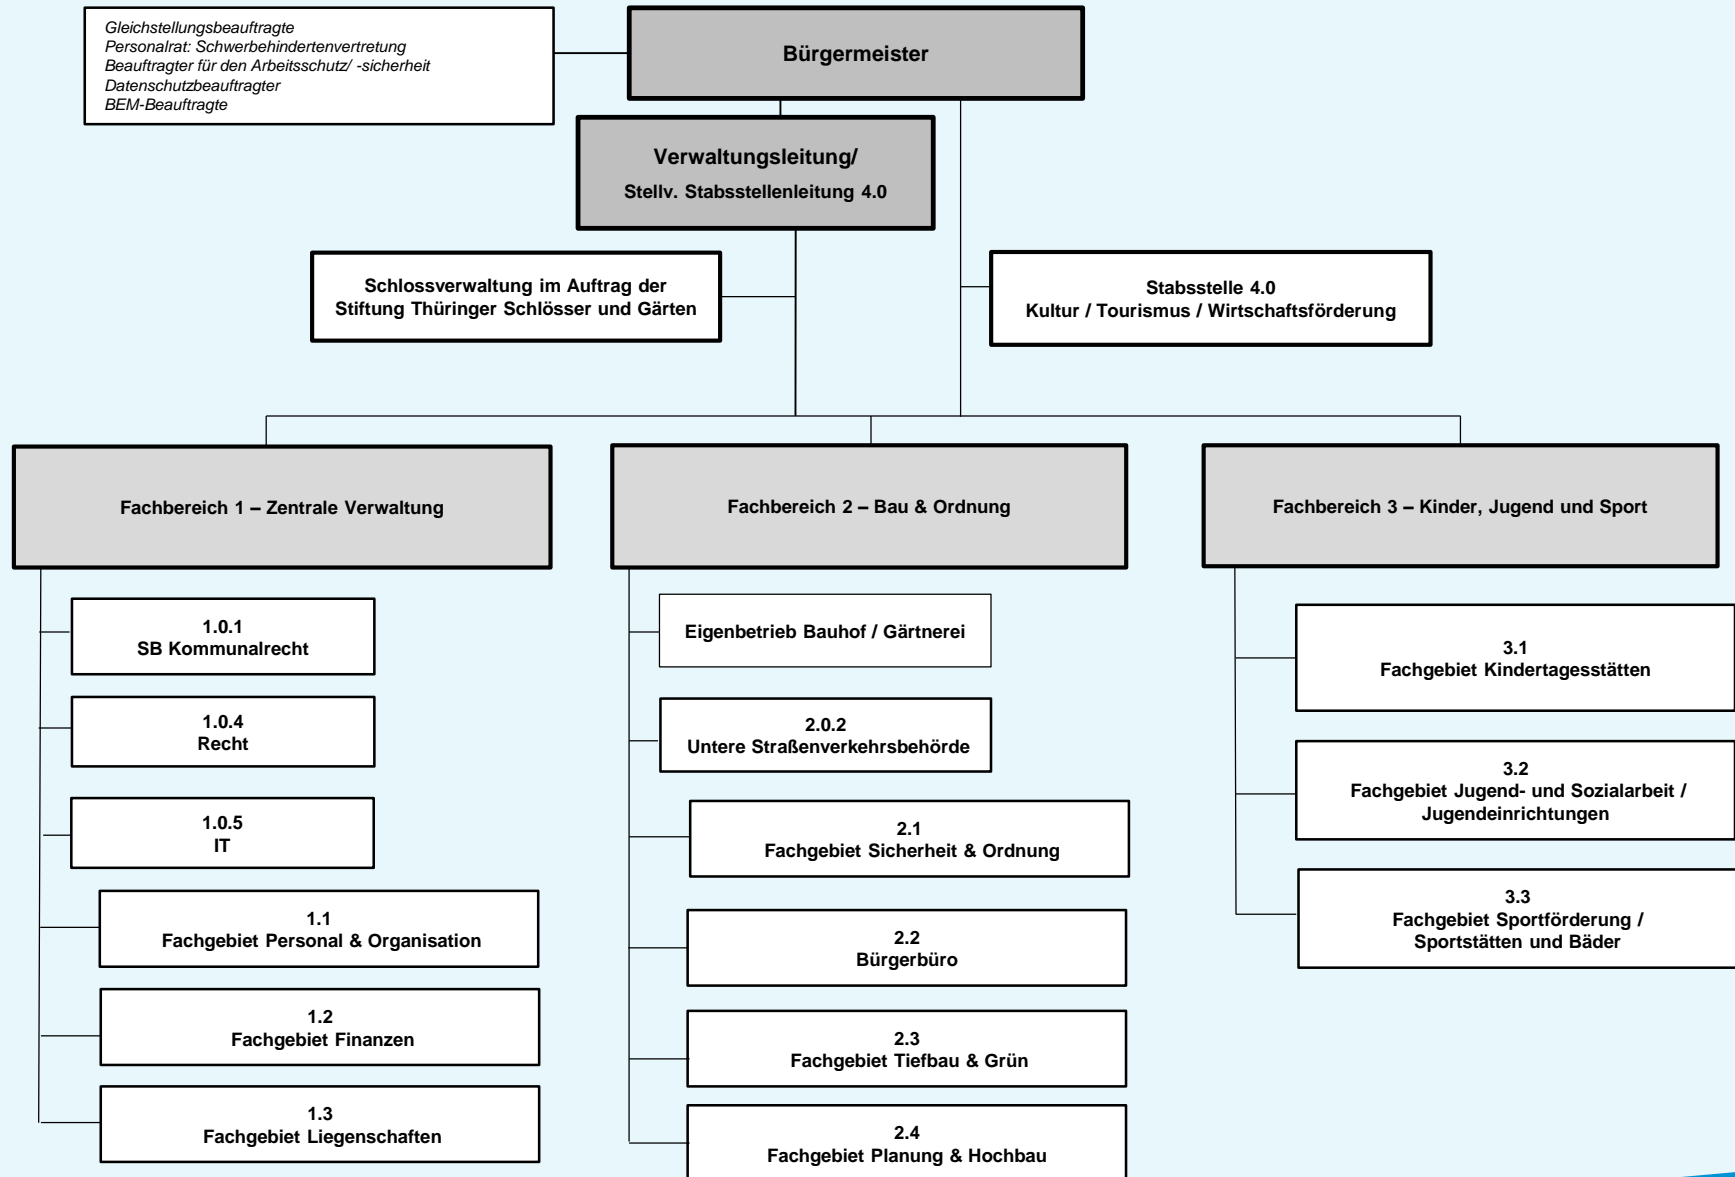 Gleichstellungsbeauftragte
Personalrat: Schwerbehindertenvertretung
Beauftragter für den Arbeitsschutz/ -sicherheit
Datenschutzbeauftragter
BEM-Beauftragte
Bürgermeister
Verwaltungsleitung/
Stellv. Stabsstellenleitung 4.0
Schlossverwaltung im Auftrag der
Stiftung Thüringer Schlösser und Gärten
Stabsstelle 4.0
Kultur / Tourismus / Wirtschaftsförderung
Fachbereich 1 – Zentrale Verwaltung
1.0.1
SB Kommunalrecht
1.0.4
Recht
1.0.5
IT
1.1
Fachgebiet Personal & Organisation
1.2
Fachgebiet Finanzen
1.3
Fachgebiet Liegenschaften
Fachbereich 2 – Bau & Ordnung
Eigenbetrieb Bauhof / Gärtnerei
2.0.2
Untere Straßenverkehrsbehörde
2.1
Fachgebiet Sicherheit & Ordnung
2.2
Bürgerbüro
2.3
Fachgebiet Tiefbau & Grün
2.4
Fachgebiet Planung & Hochbau
Fachbereich 3 – Kinder, Jugend und Sport
3.1
Fachgebiet Kindertagesstätten
3.2
Fachgebiet Jugend- und Sozialarbeit /
Jugendeinrichtungen
3.3
Fachgebiet Sportförderung /
Sportstätten und Bäder